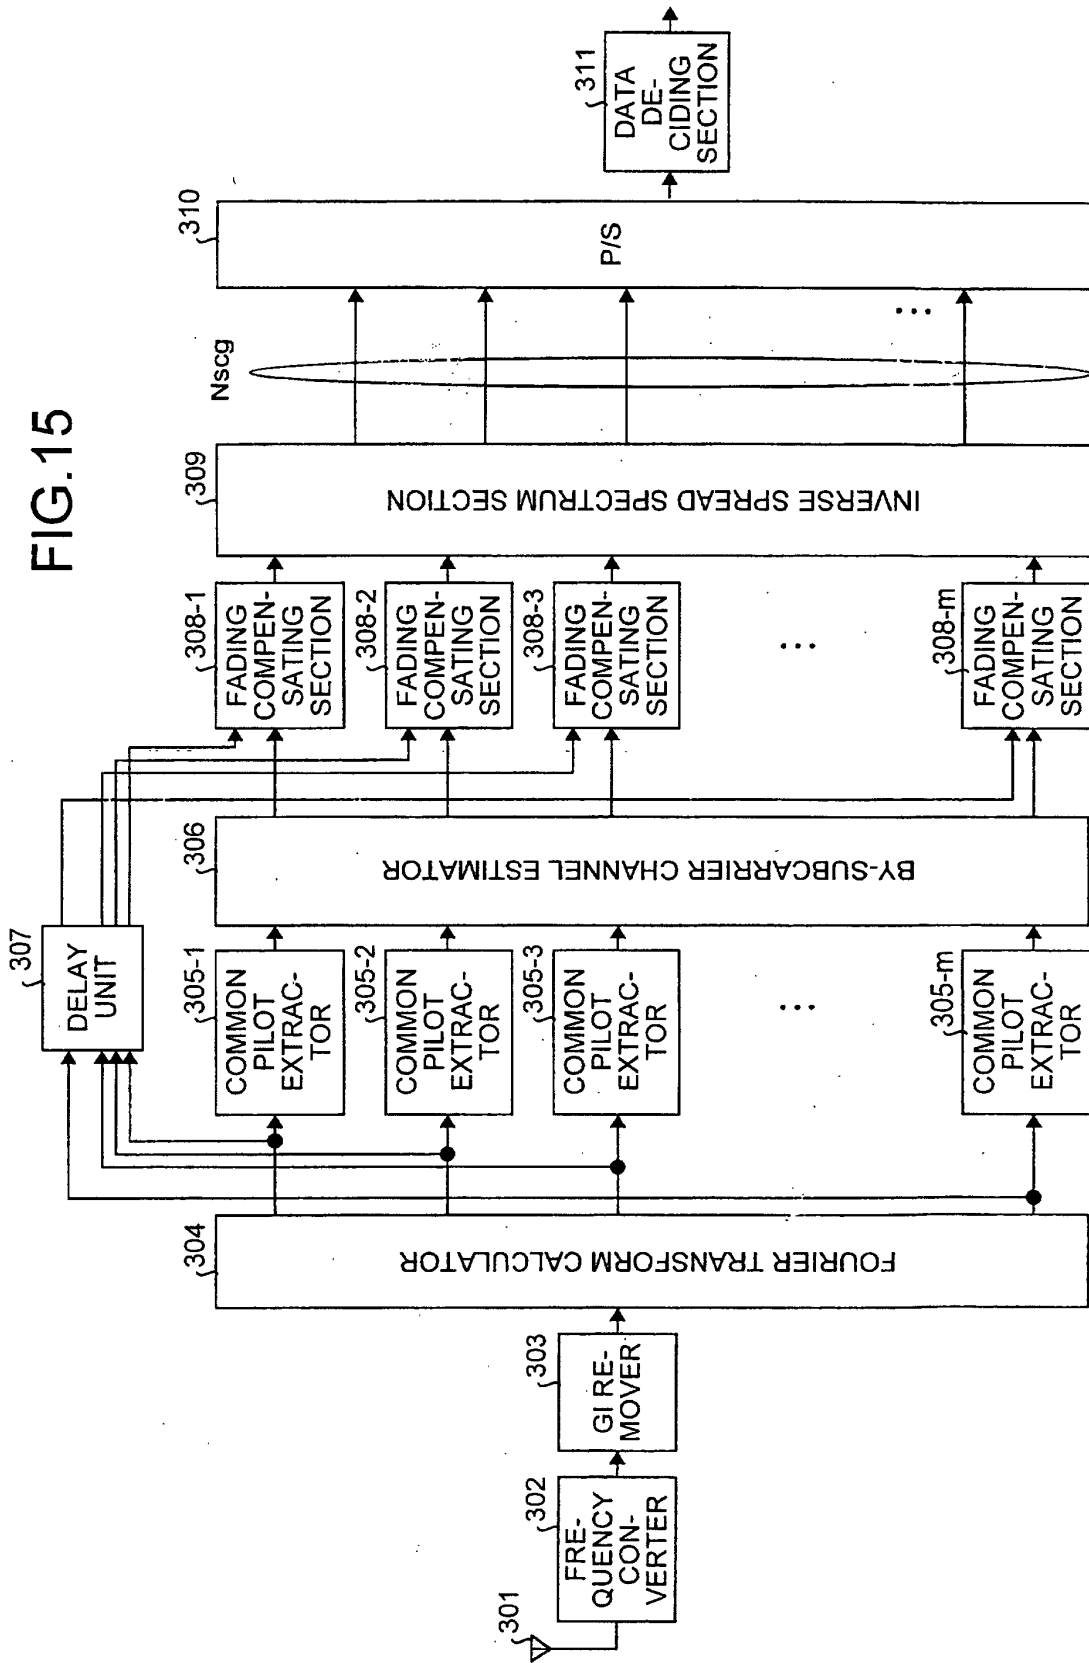 FIG.15
301
302
FRE-
QUENCY
CON-
VERTER
303
GI RE-
MOVER
304
FOURIER TRANSFORM CALCULATOR
307
DELAY
UNIT
305-1
COMMON
PILOT
EXTRAC-
TOR
305-2
COMMON
PILOT
EXTRAC-
TOR
305-3
COMMON
PILOT
EXTRAC-
TOR
...
305-m
COMMON
PILOT
EXTRAC-
TOR
306
BY-SUBCARRIER CHANNEL ESTIMATOR
308-1
FADING
COMPEN-
SATING
SECTION
308-2
FADING
COMPEN-
SATING
SECTION
308-3
FADING
COMPEN-
SATING
SECTION
...
308-m
FADING
COMPEN-
SATING
SECTION
309
INVERSE SPREAD SPECTRUM SECTION
Nscg
...
310
P/S
311
DATA
DE-
CIDING
SECTION